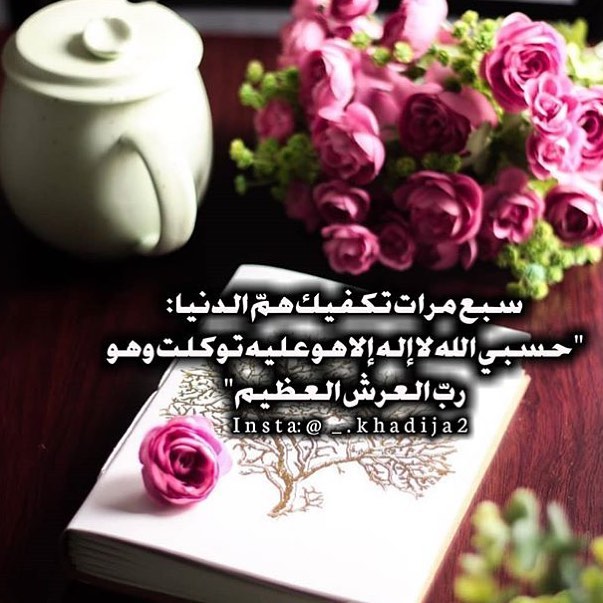 سبع مرات تكفيك همّ الدنيا:
"حسبي الله لا إله إلا هو عليه توكلت وهو
ربّ العرش العظيم"
Insta:@ _.khadija2